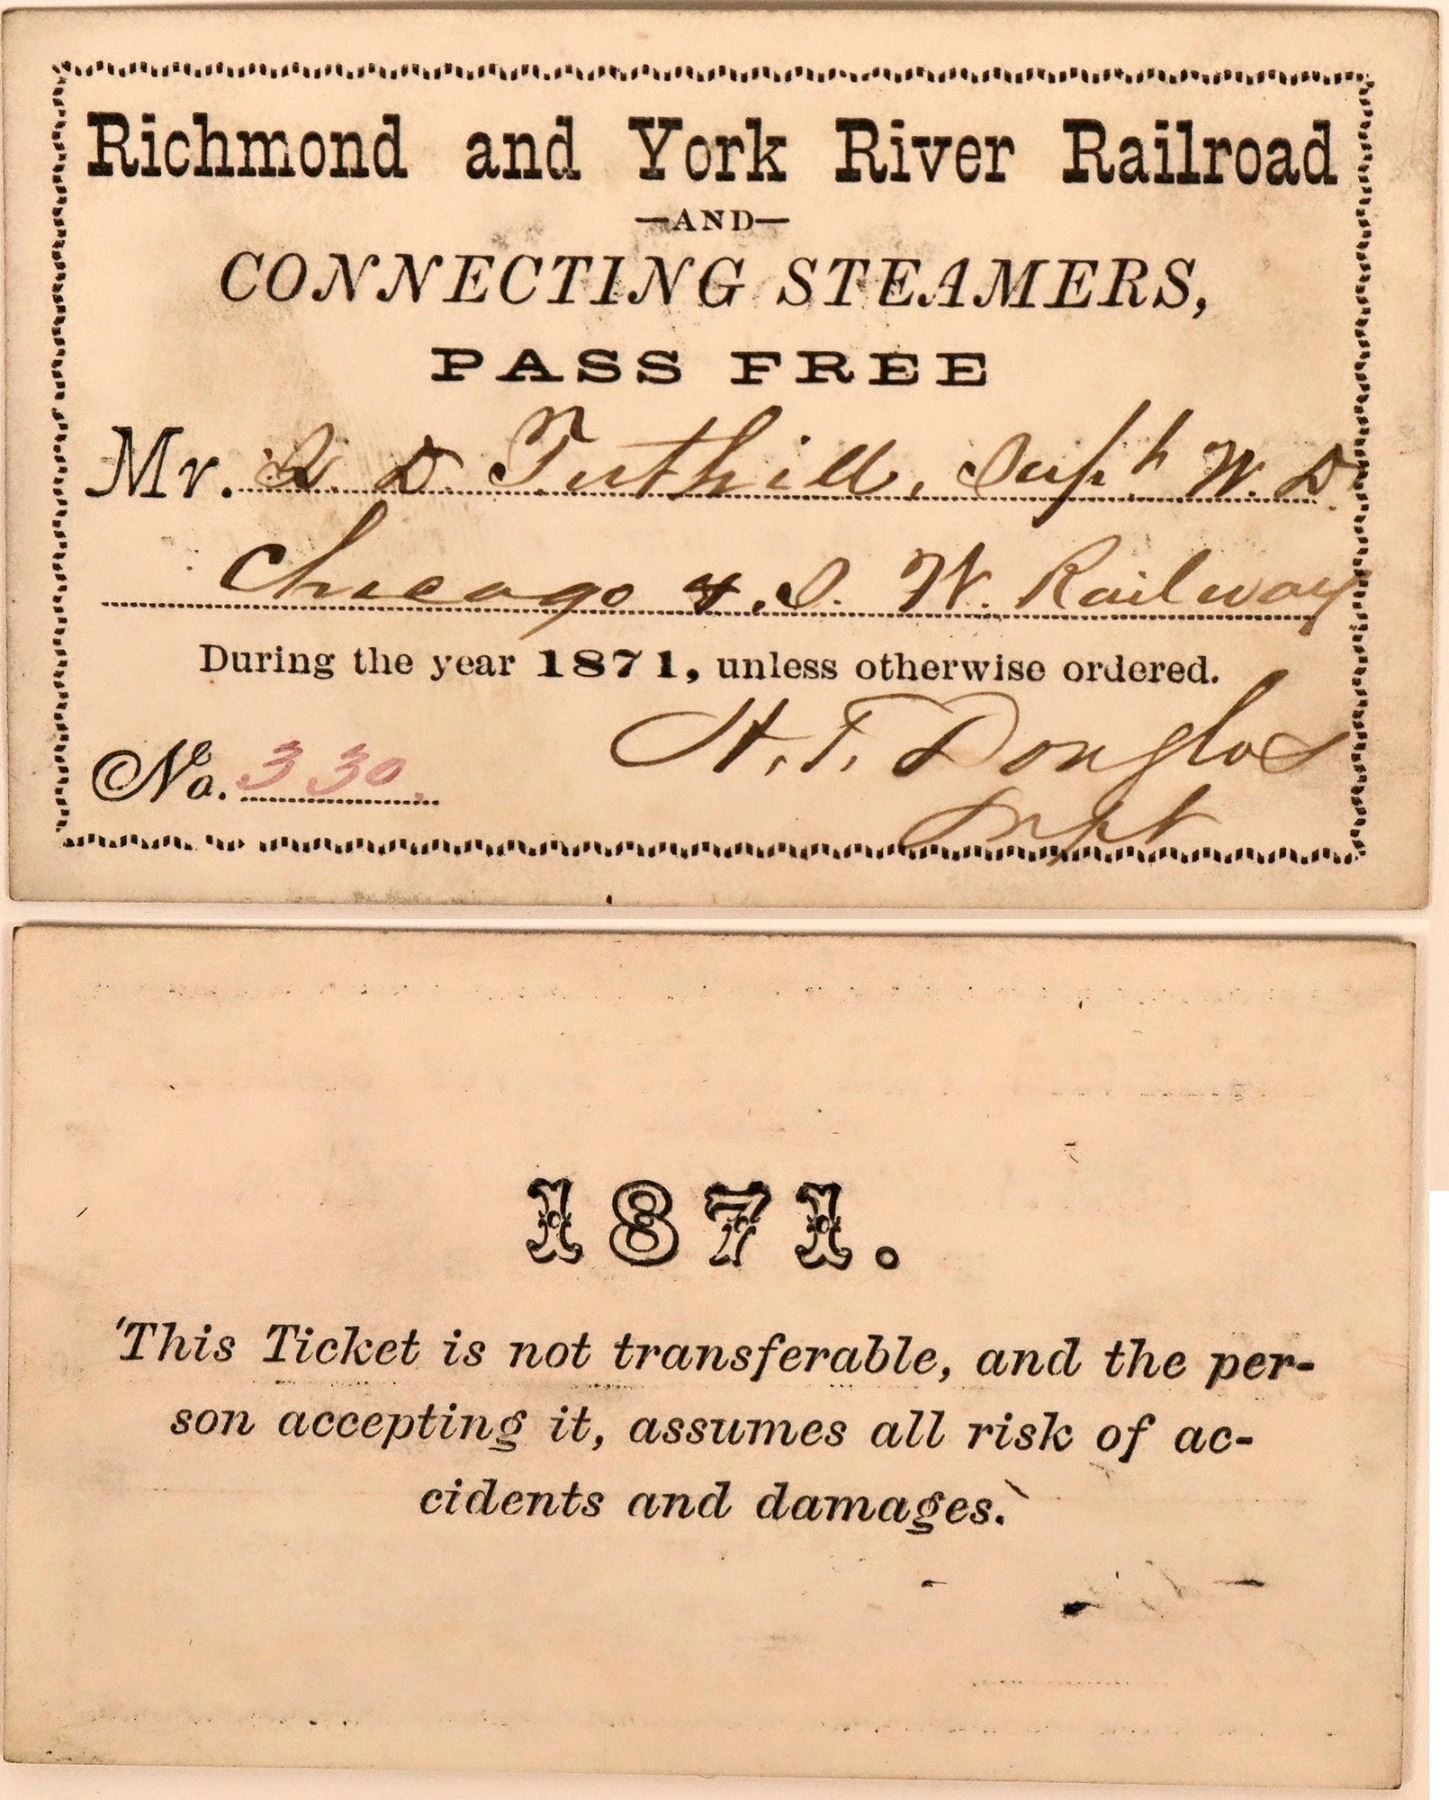 Richmond and York River Railroad
—AND—
CONNECTING STEAMERS,
PASS FREE
Mr. S. D. Tuthill, Supt W. D.
Chicago & N. W. Railway
During the year 1871, unless otherwise ordered.
No. 330.
H. T. Douglas
Supt
1871.
'This Ticket is not transferable, and the per-
son accepting it, assumes all risk of ac-
cidents and damages.